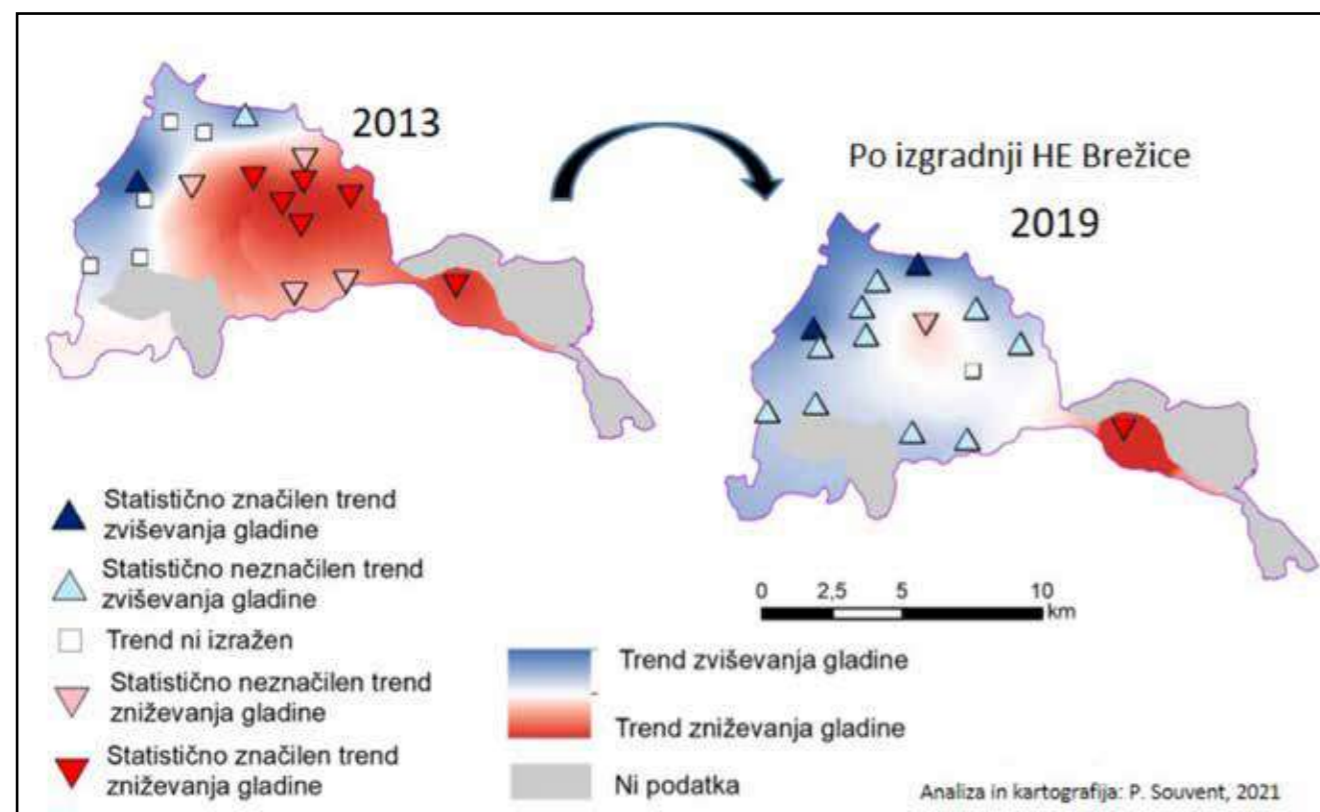 2013
Po izgradnji HE Brežice
2019
Statistično značilen trend
zviševanja gladine
Statistično neznačilen trend
zviševanja gladine
Trend ni izražen
Statistično neznačilen trend
zniževanja gladine
Statistično značilen trend
zniževanja gladine
0 2,5 5 10
km
Trend zviševanja gladine
Trend zniževanja gladine
Ni podatka
Analiza in kartografija: P. Souvent, 2021